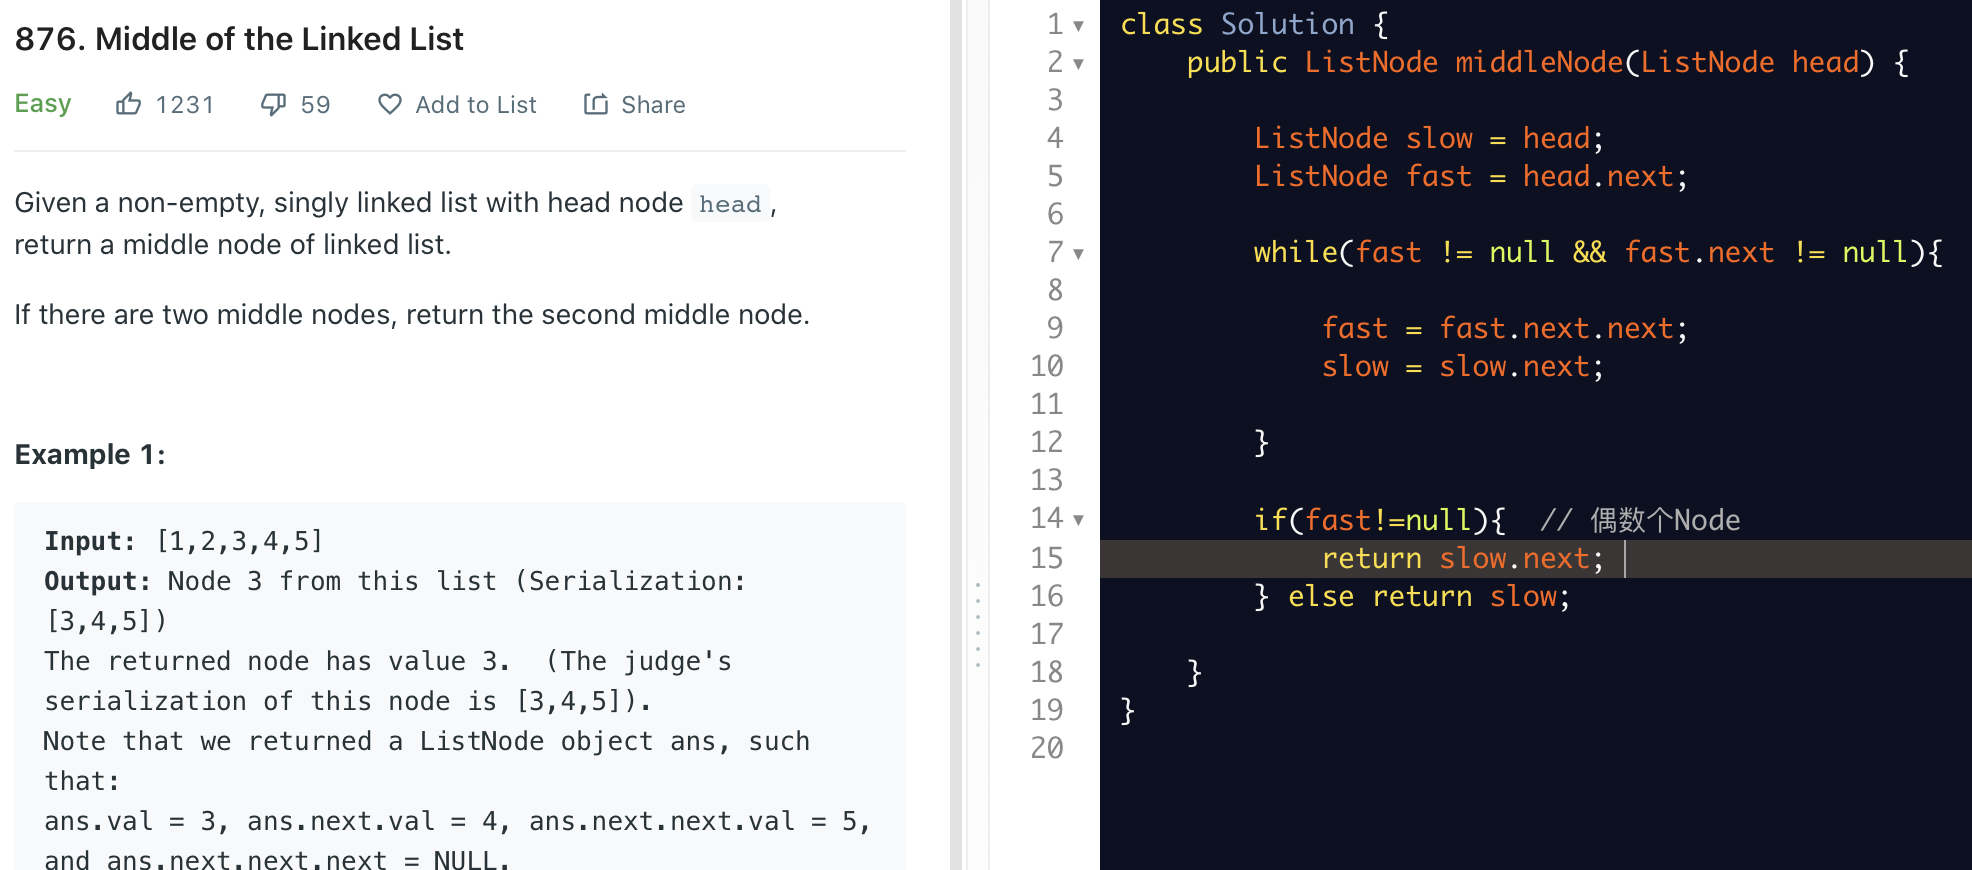 876. Middle of the Linked List
Easy 1231 59 Add to List Share
Given a non-empty, singly linked list with head node head,
return a middle node of linked list.
If there are two middle nodes, return the second middle node.
Example 1:
Input: [1,2,3,4,5]
Output: Node 3 from this list (Serialization:
[3,4,5])
The returned node has value 3.  (The judge's
serialization of this node is [3,4,5]).
Note that we returned a ListNode object ans, such
that:
ans.val = 3, ans.next.val = 4, ans.next.next.val = 5,
and ans.next.next.next = NULL.
1 class Solution {
2 public ListNode middleNode(ListNode head) {
3
4 ListNode slow = head;
5 ListNode fast = head.next;
6
7 while(fast != null && fast.next != null){
8
9 fast = fast.next.next;
10 slow = slow.next;
11
12 }
13
14 if(fast!=null){  // 偶数个Node
15 return slow.next;
16 } else return slow;
17
18 }
19 }
20